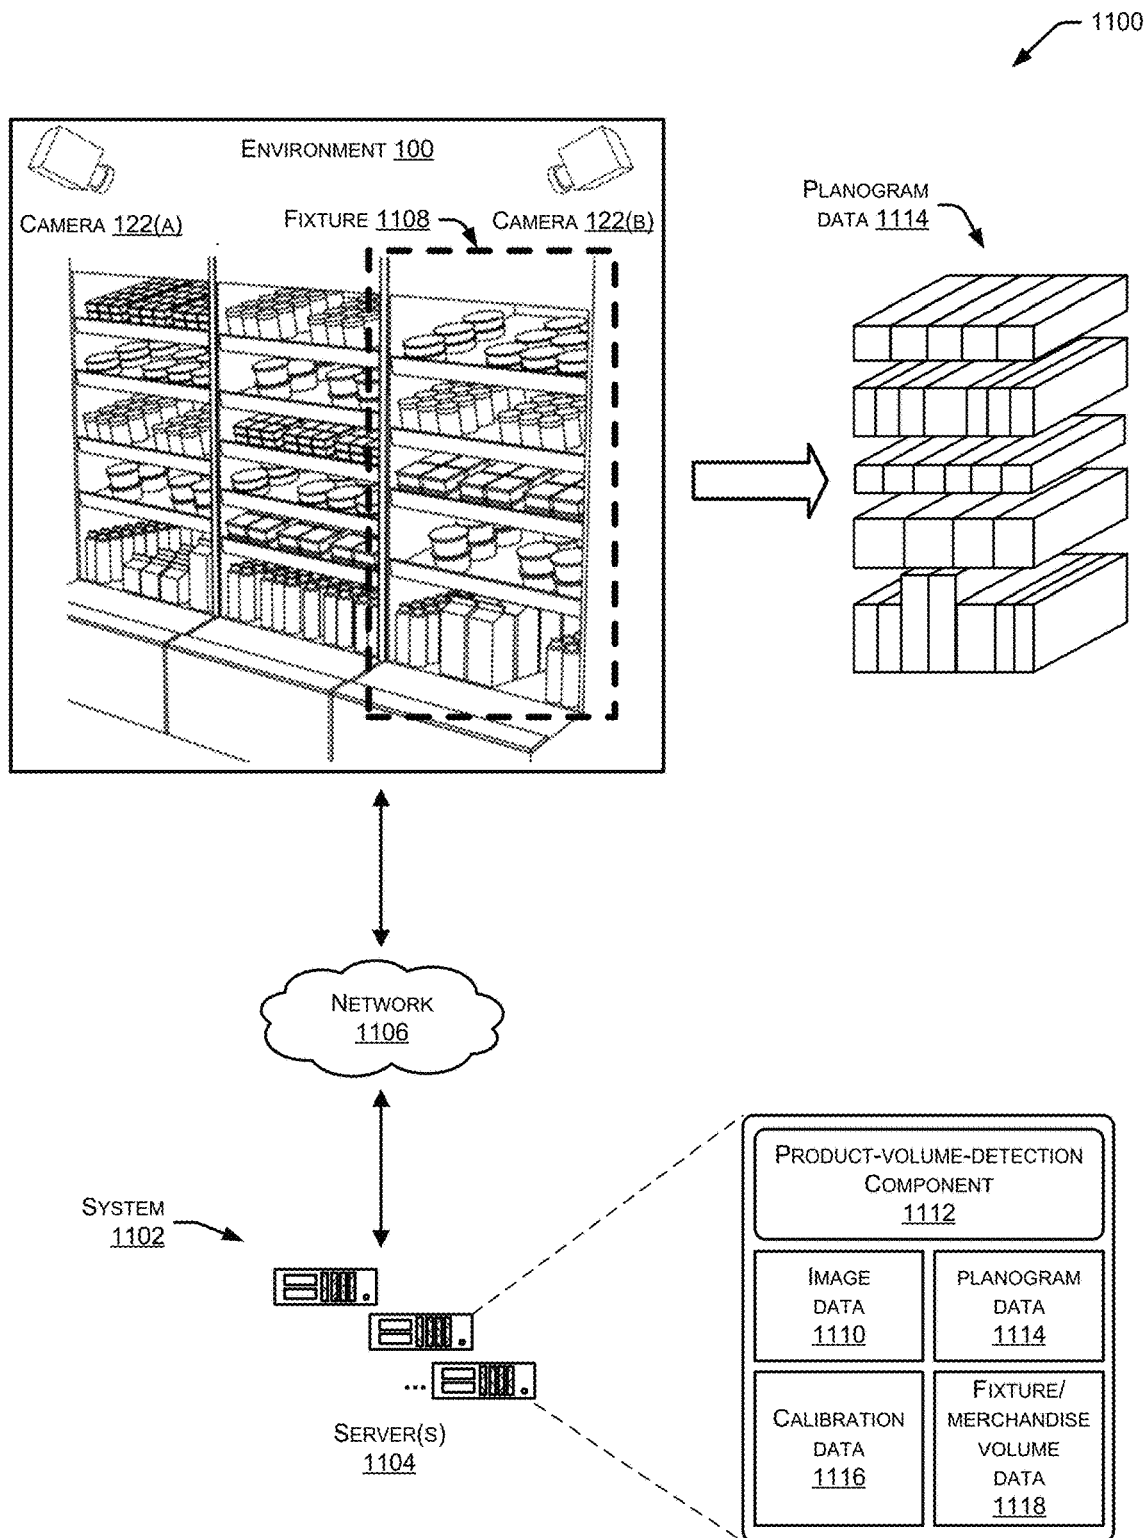 1100
ENVIRONMENT 100
CAMERA 122(A)
FIXTURE 1108
CAMERA 122(B)
PLANOGRAM
DATA 1114
NETWORK
1106
SYSTEM
1102
...
SERVER(S)
1104
PRODUCT-VOLUME-DETECTION
COMPONENT
1112
IMAGE
DATA
1110
PLANOGRAM
DATA
1114
CALIBRATION
DATA
1116
FIXTURE/
MERCHANDISE
VOLUME
DATA
1118